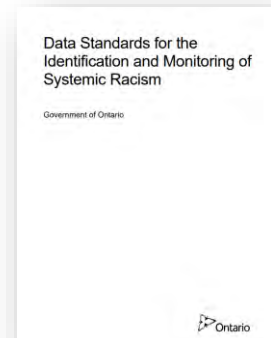 Data Standards for the
Identification and Monitoring of
Systemic Racism
Government of Ontario
Ontario